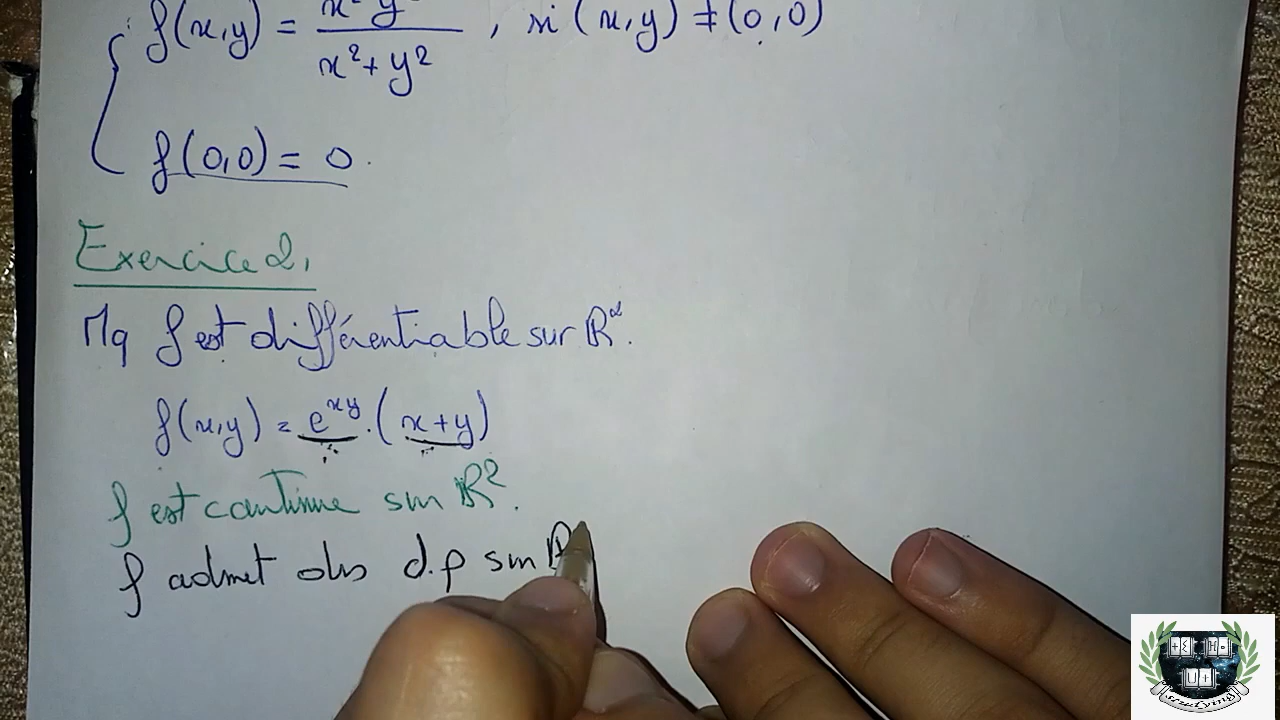 f(x,y) = x² y / x² + y² , si (x,y) ≠ (0,0)
f(0,0) = 0.
Exercice 2,
Mq f est différentiable sur ℝ².
f(x,y) = e^{xy}.(x+y)
f est continue sur ℝ².
f admet des d.p sur